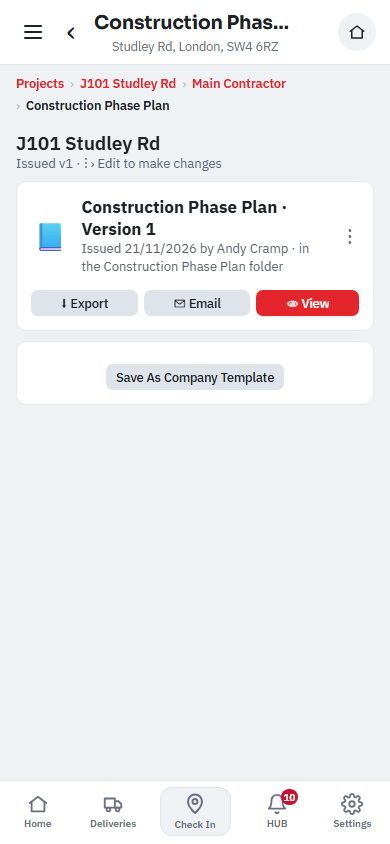 Construction Phas...
Studley Rd, London, SW4 6RZ
Projects › J101 Studley Rd › Main Contractor
› Construction Phase Plan
J101 Studley Rd
Issued v1 · ⋮ › Edit to make changes
Construction Phase Plan ·
Version 1
Issued 21/11/2026 by Andy Cramp · in
the Construction Phase Plan folder
Export
Email
View
Save As Company Template
10
Home
Deliveries
Check In
HUB
Settings